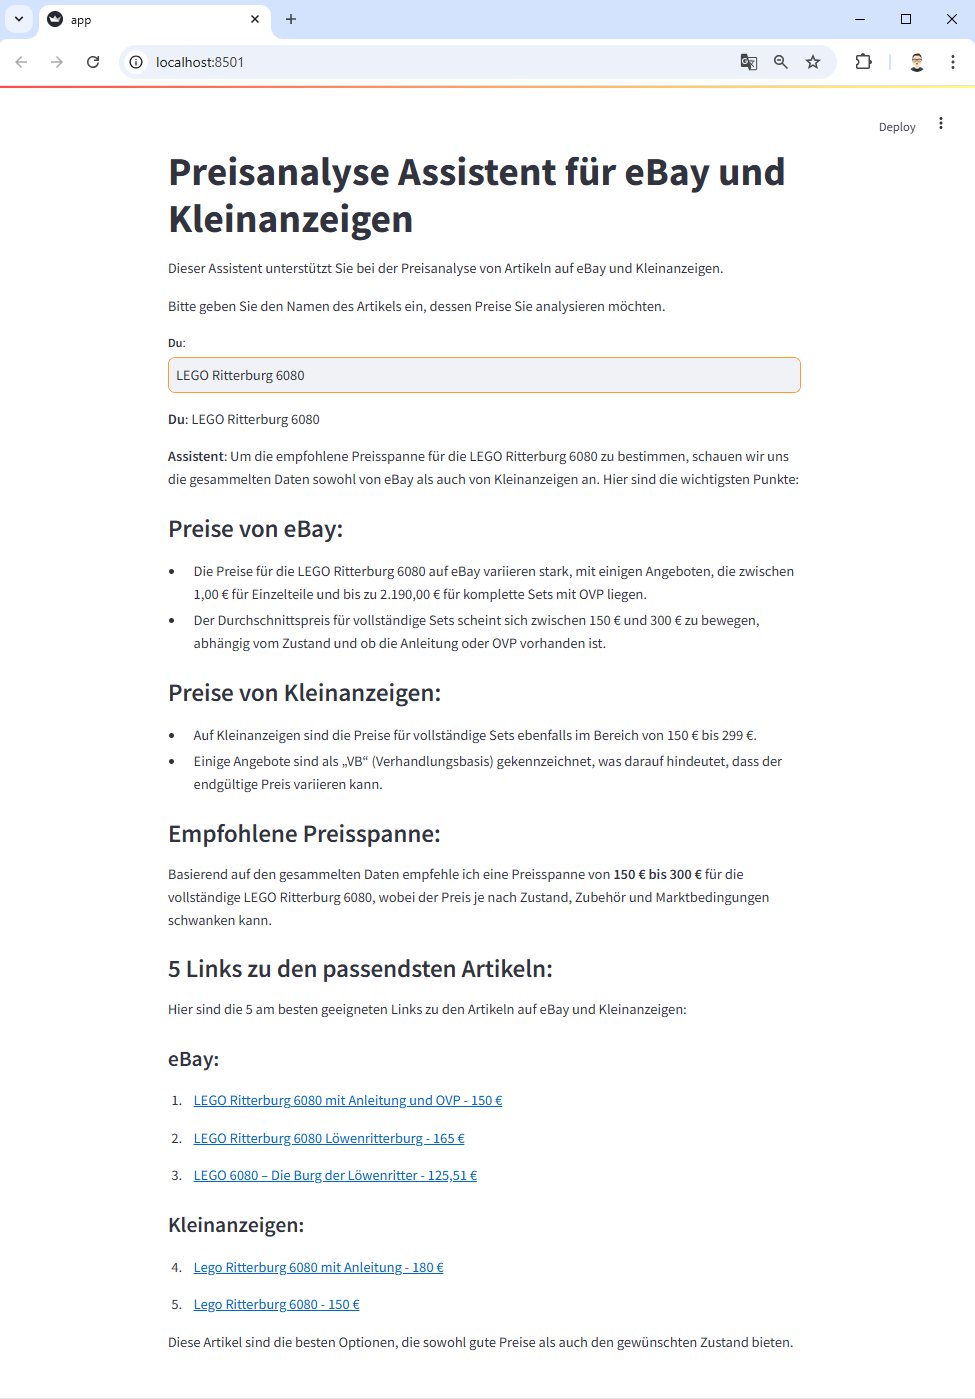 app
localhost:8501
Deploy
Preisanalyse Assistent für eBay und
Kleinanzeigen
Dieser Assistent unterstützt Sie bei der Preisanalyse von Artikeln auf eBay und Kleinanzeigen.
Bitte geben Sie den Namen des Artikels ein, dessen Preise Sie analysieren möchten.
Du:
LEGO Ritterburg 6080
Du: LEGO Ritterburg 6080
Assistent: Um die empfohlene Preisspanne für die LEGO Ritterburg 6080 zu bestimmen, schauen wir uns
die gesammelten Daten sowohl von eBay als auch von Kleinanzeigen an. Hier sind die wichtigsten Punkte:
Preise von eBay:
• Die Preise für die LEGO Ritterburg 6080 auf eBay variieren stark, mit einigen Angeboten, die zwischen
1,00 € für Einzelteile und bis zu 2.190,00 € für komplette Sets mit OVP liegen.
• Der Durchschnittspreis für vollständige Sets scheint sich zwischen 150 € und 300 € zu bewegen,
abhängig vom Zustand und ob die Anleitung oder OVP vorhanden ist.
Preise von Kleinanzeigen:
• Auf Kleinanzeigen sind die Preise für vollständige Sets ebenfalls im Bereich von 150 € bis 299 €.
• Einige Angebote sind als „VB“ (Verhandlungsbasis) gekennzeichnet, was darauf hindeutet, dass der
endgültige Preis variieren kann.
Empfohlene Preisspanne:
Basierend auf den gesammelten Daten empfehle ich eine Preisspanne von 150 € bis 300 € für die
vollständige LEGO Ritterburg 6080, wobei der Preis je nach Zustand, Zubehör und Marktbedingungen
schwanken kann.
5 Links zu den passendsten Artikeln:
Hier sind die 5 am besten geeigneten Links zu den Artikeln auf eBay und Kleinanzeigen:
eBay:
1. LEGO Ritterburg 6080 mit Anleitung und OVP - 150 €
2. LEGO Ritterburg 6080 Löwenritterburg - 165 €
3. LEGO 6080 – Die Burg der Löwenritter - 125,51 €
Kleinanzeigen:
4. Lego Ritterburg 6080 mit Anleitung - 180 €
5. Lego Ritterburg 6080 - 150 €
Diese Artikel sind die besten Optionen, die sowohl gute Preise als auch den gewünschten Zustand bieten.